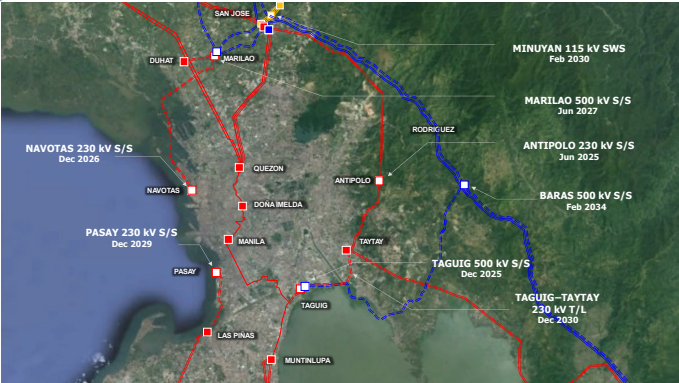 SAN JOSE
MINUYAN 115 kV SWS
Feb 2030
DUHAT
MARILAO
MARILAO 500 kV S/S
Jun 2027
RODRIGUEZ
NAVOTAS 230 kV S/S
Dec 2026
ANTIPOLO 230 kV S/S
Jun 2025
QUEZON
NAVOTAS
ANTIPOLO
BARAS 500 kV S/S
Feb 2034
DOÑA IMELDA
PASAY 230 kV S/S
Dec 2029
MANILA
TAYTAY
PASAY
TAGUIG 500 kV S/S
Dec 2025
TAGUIG
TAGUIG–TAYTAY
230 kV T/L
Dec 2030
LAS PIÑAS
MUNTINLUPA